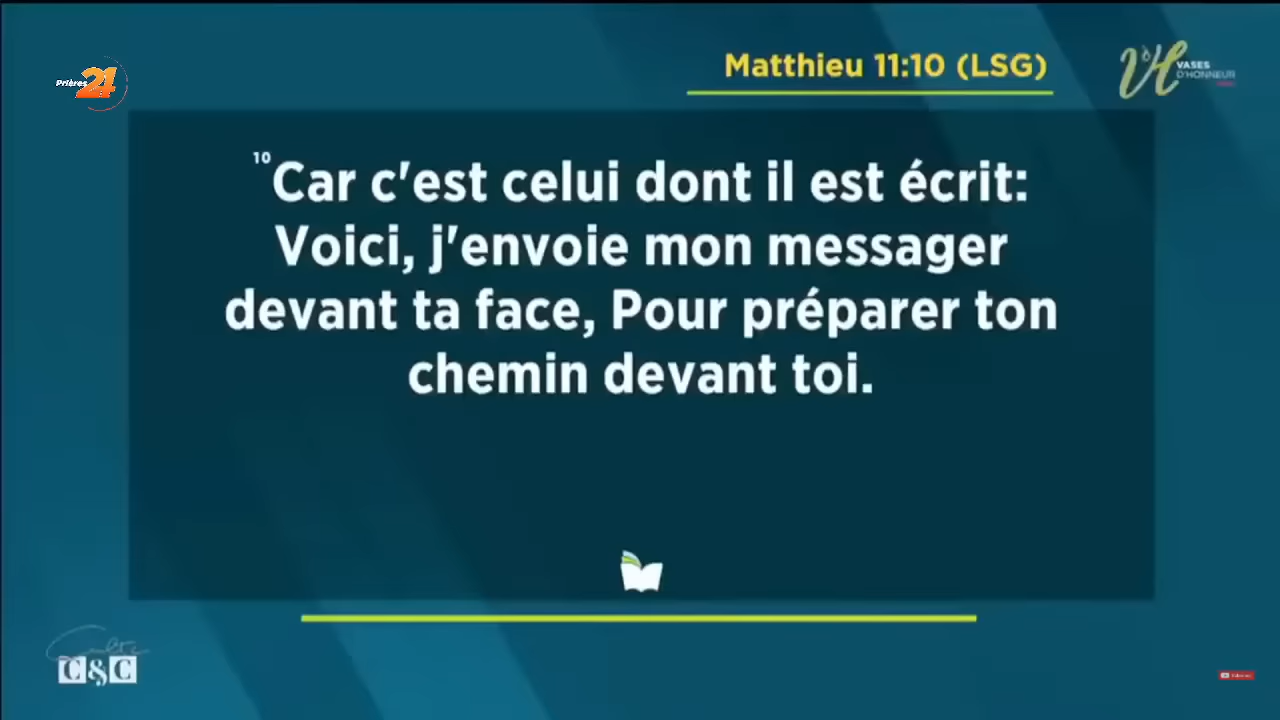 Prières 24
Matthieu 11:10 (LSG)
VASES
D'HONNEUR
10 Car c'est celui dont il est écrit:
Voici, j'envoie mon messager
devant ta face, Pour préparer ton
chemin devant toi.
C&C